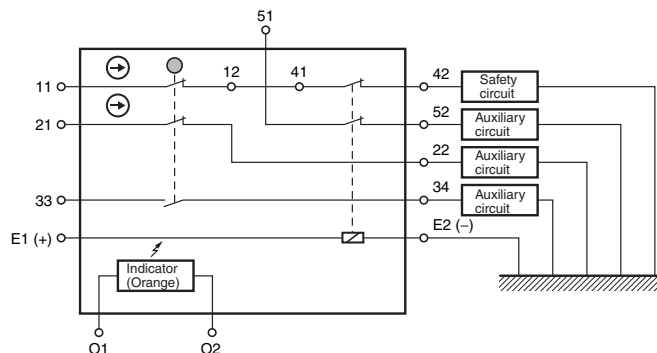 51
11
12
41
42
Safety
circuit
21
52
Auxiliary
circuit
22
Auxiliary
circuit
33
34
Auxiliary
circuit
E1 (+)
E2 (–)
Indicator
(Orange)
O1
O2